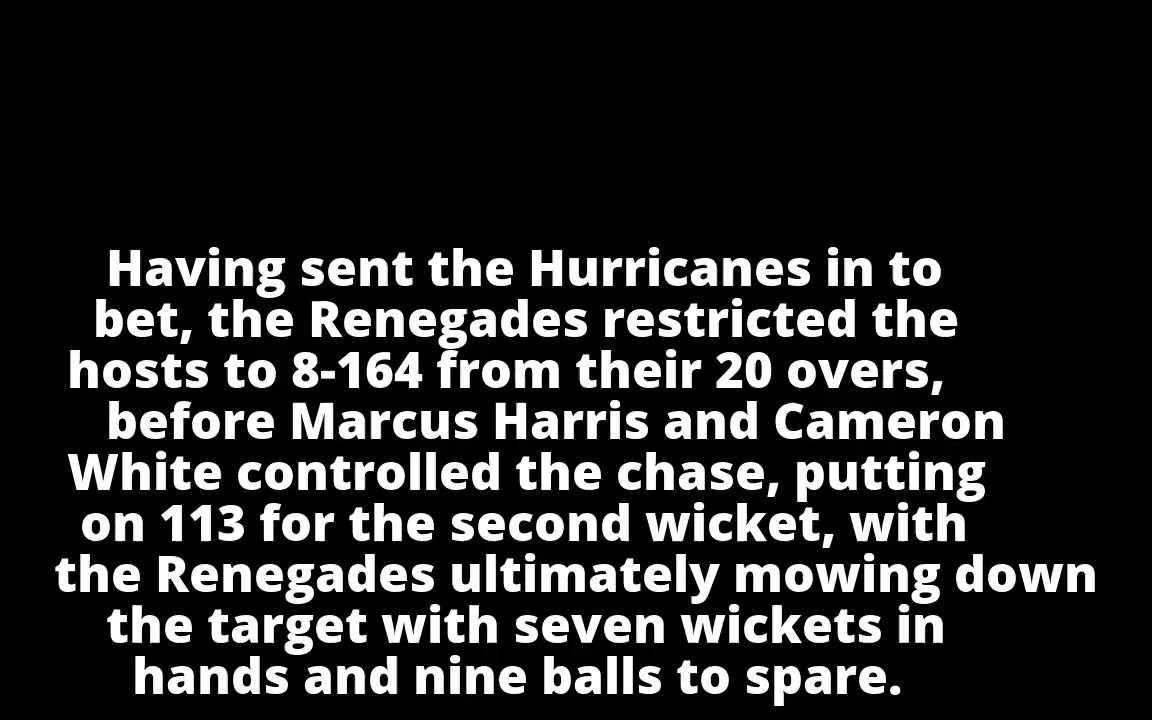 Having sent the Hurricanes in to
bet, the Renegades restricted the
hosts to 8-164 from their 20 overs,
before Marcus Harris and Cameron
White controlled the chase, putting
on 113 for the second wicket, with
the Renegades ultimately mowing down
the target with seven wickets in
hands and nine balls to spare.